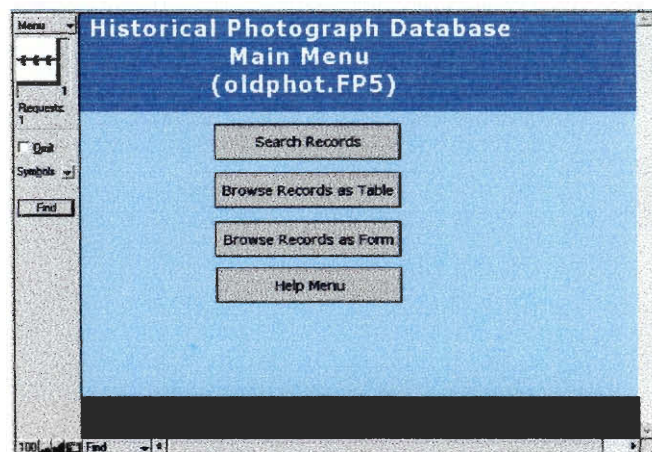 Menu
1
Requests:
1
Omit
Symbols
Find
Historical Photograph Database
Main Menu
(oldphot.FP5)
Search Records
Browse Records as Table
Browse Records as Form
Help Menu
100
Find